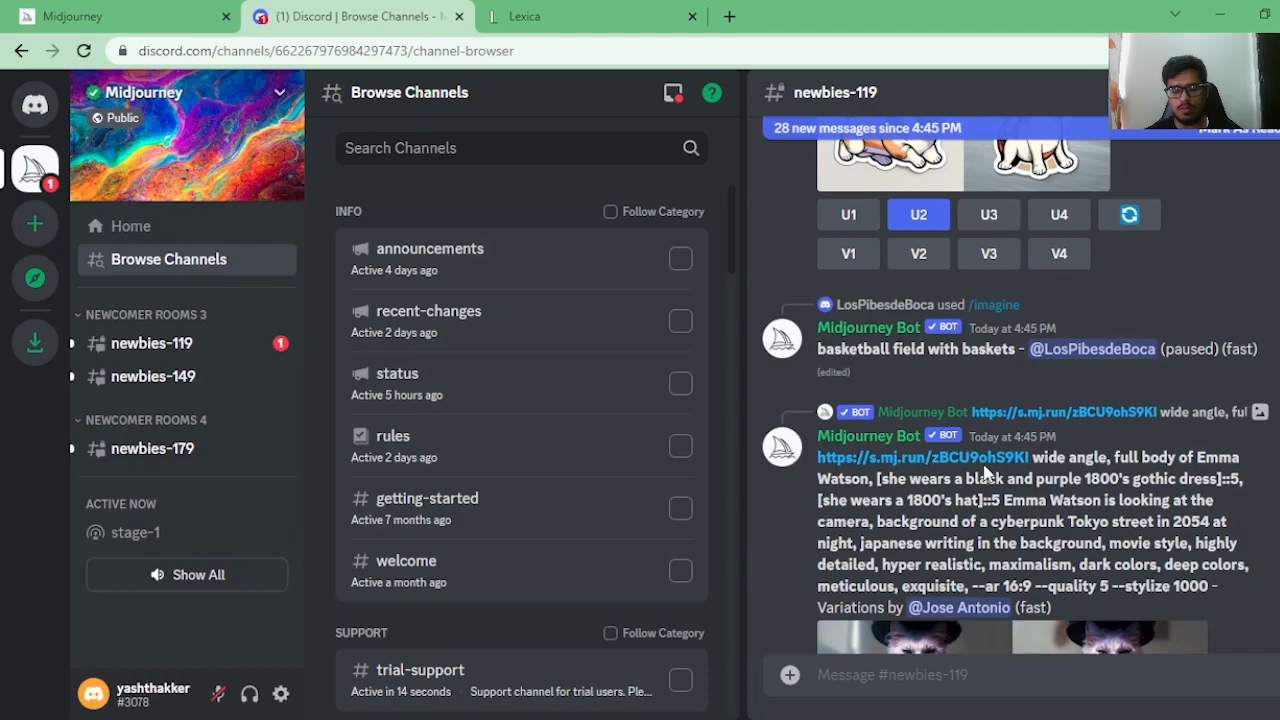 Midjourney
(1) Discord | Browse Channels - M
Lexica
discord.com/channels/662267976984297473/channel-browser
Midjourney
Public
Home
Browse Channels
NEWCOMER ROOMS 3
newbies-119
1
newbies-149
NEWCOMER ROOMS 4
newbies-179
ACTIVE NOW
stage-1
Show All
yashthakker
#3078
1
Browse Channels
Search Channels
INFO
Follow Category
announcements
Active 4 days ago
recent-changes
Active 2 days ago
status
Active 5 hours ago
rules
Active 2 days ago
getting-started
Active 7 months ago
welcome
Active a month ago
SUPPORT
Follow Category
trial-support
Active in 14 seconds • Support channel for trial users. Ple...
newbies-119
28 new messages since 4:45 PM
Mark As Read
U1 U2 U3 U4
V1 V2 V3 V4
LosPibesdeBoca used /imagine
Midjourney Bot ✓ BOT Today at 4:45 PM
basketball field with baskets - @LosPibesdeBoca (paused) (fast)
(edited)
✓ BOT Midjourney Bot https://s.mj.run/zBCU9ohS9KI wide angle, ful
Midjourney Bot ✓ BOT Today at 4:45 PM
https://s.mj.run/zBCU9ohS9KI wide angle, full body of Emma
Watson, [she wears a black and purple 1800's gothic dress]::5,
[she wears a 1800's hat]::5 Emma Watson is looking at the
camera, background of a cyberpunk Tokyo street in 2054 at
night, japanese writing in the background, movie style, highly
detailed, hyper realistic, maximalism, dark colors, deep colors,
meticulous, exquisite, --ar 16:9 --quality 5 --stylize 1000 -
Variations by @Jose Antonio (fast)
Message #newbies-119